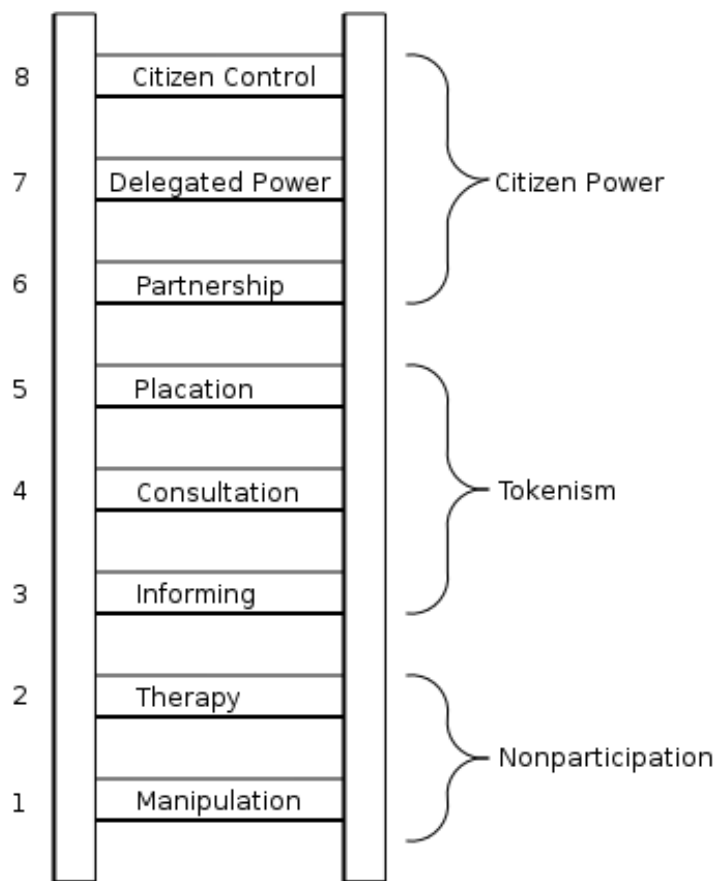 8 Citizen Control
7 Delegated Power
Citizen Power
6 Partnership
5 Placation
4 Consultation
Tokenism
3 Informing
2 Therapy
Nonparticipation
1 Manipulation